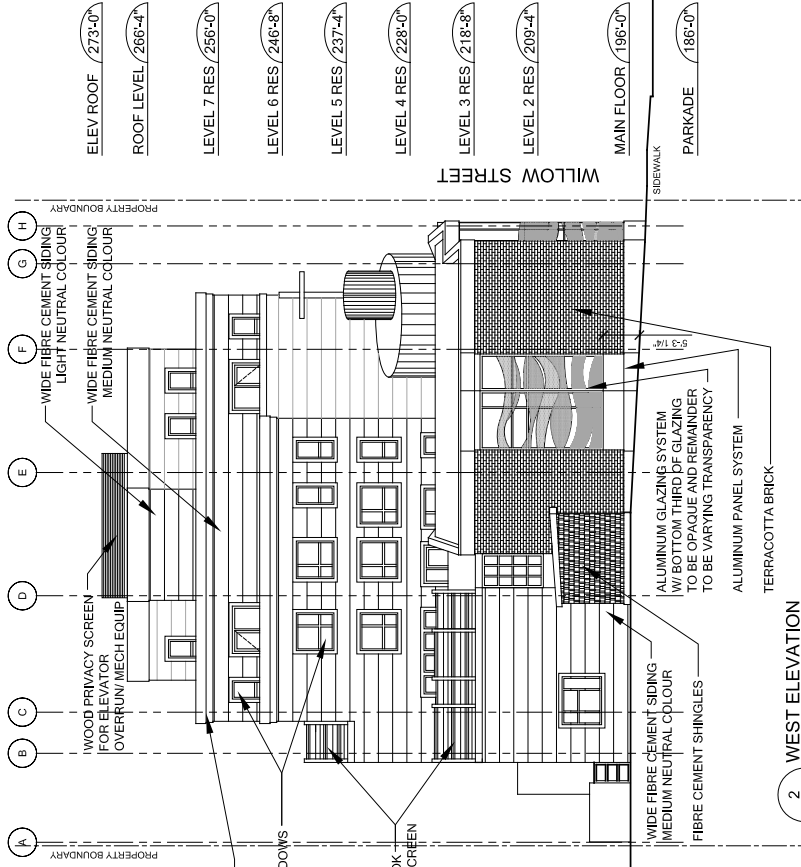 ELEV ROOF 273'-0"
ROOF LEVEL 266'-4"
LEVEL 7 RES 256'-0"
LEVEL 6 RES 246'-8"
LEVEL 5 RES 237'-4"
LEVEL 4 RES 228'-0"
LEVEL 3 RES 218'-8"
LEVEL 2 RES 209'-4"
MAIN FLOOR 196'-0"
PARKADE 186'-0"
WILLOW STREET
SIDEWALK
PROPERTY BOUNDARY
H
G
F
E
D
C
B
A
PROPERTY BOUNDARY
WIDE FIBRE CEMENT SIDING
LIGHT NEUTRAL COLOUR
WIDE FIBRE CEMENT SIDING
MEDIUM NEUTRAL COLOUR
WOOD PRIVACY SCREEN
FOR ELEVATOR
OVERRUN/ MECH EQUIP
DOWS
OK
CREEN
5'-3 1/4"
ALUMINUM GLAZING SYSTEM
W/ BOTTOM THIRD OF GLAZING
TO BE OPAQUE AND REMAINDER
TO BE VARYING TRANSPARENCY
ALUMINUM PANEL SYSTEM
TERRACOTTA BRICK
WIDE FIBRE CEMENT SIDING
MEDIUM NEUTRAL COLOUR
FIBRE CEMENT SHINGLES
2 WEST ELEVATION